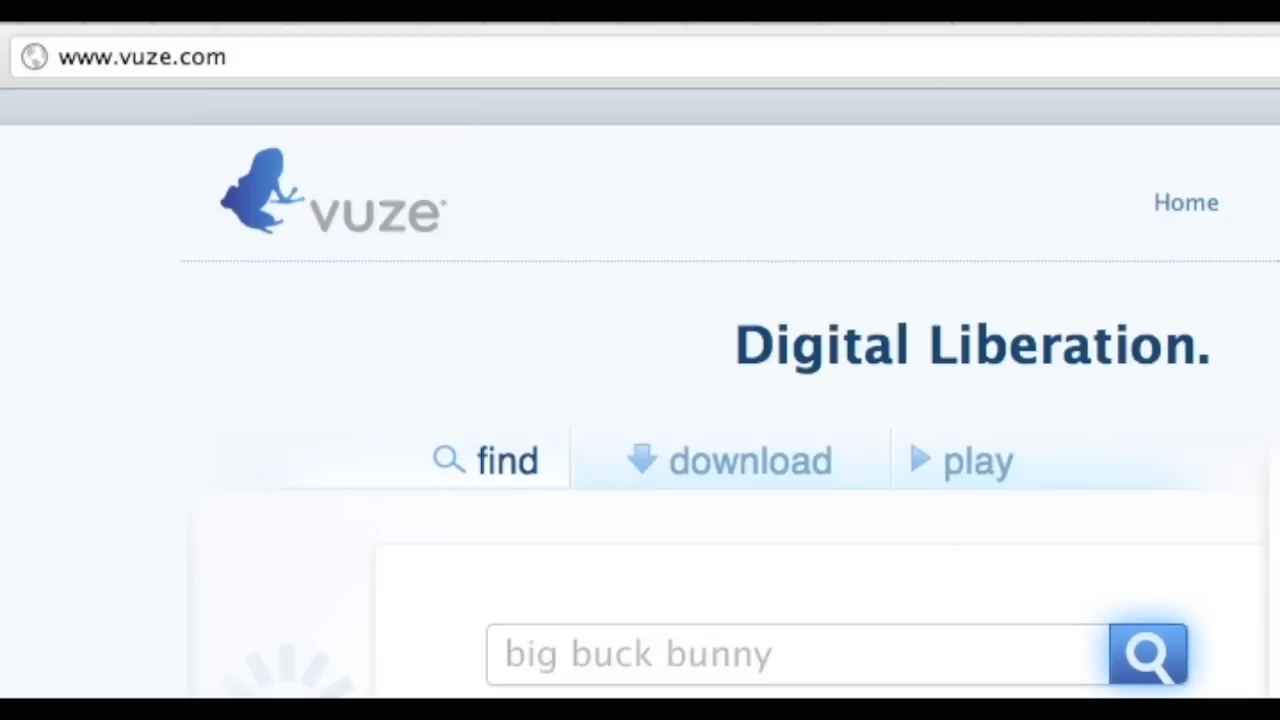 www.vuze.com
vuze
Home
Digital Liberation.
find
download
play
big buck bunny